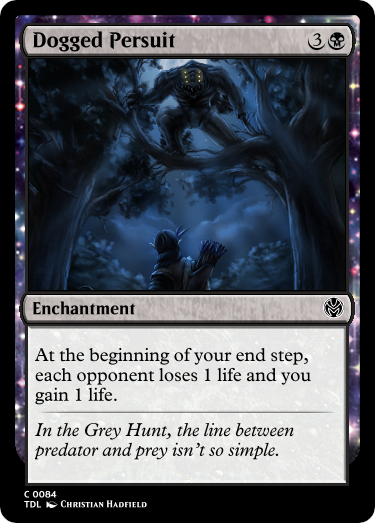 Dogged Persuit 3
Enchantment
At the beginning of your end step,
each opponent loses 1 life and you
gain 1 life.
In the Grey Hunt, the line between
predator and prey isn't so simple.
C 0084
TDL Christian Hadfield